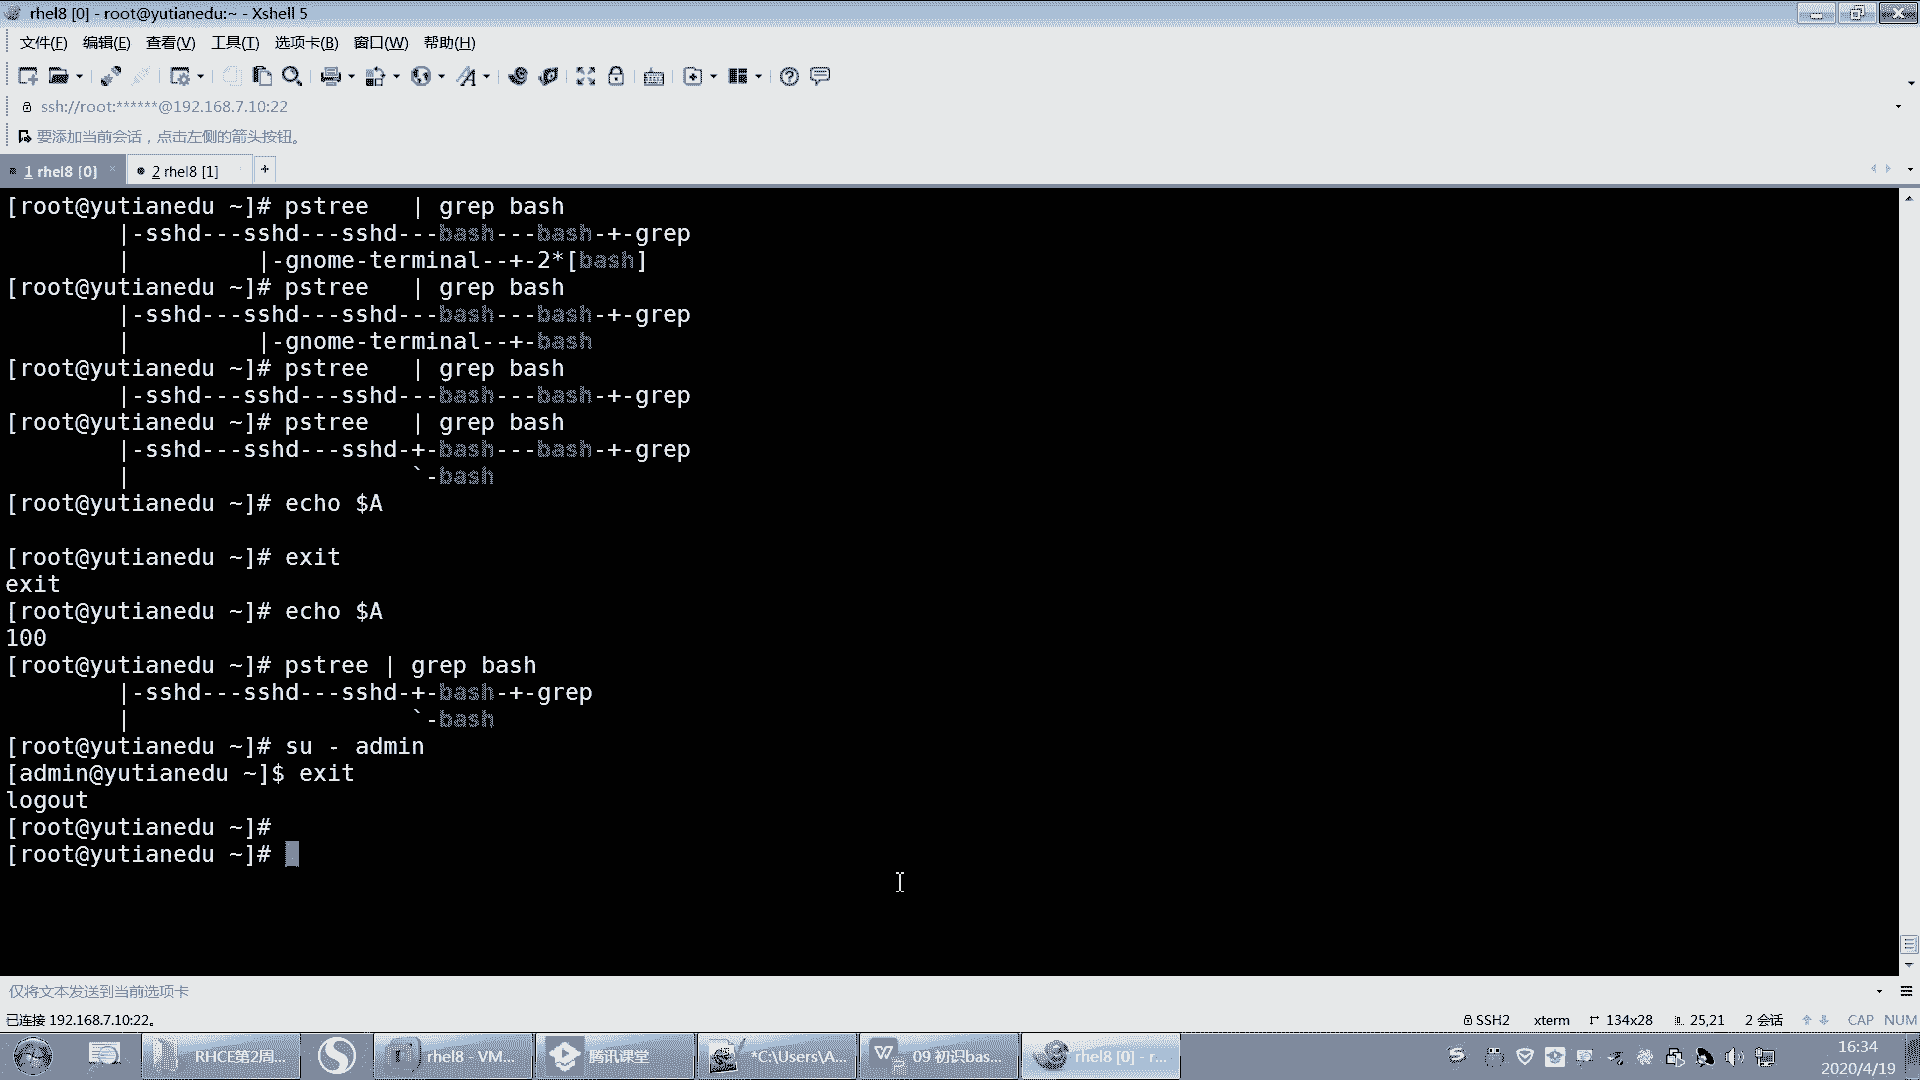 rhel8 [0] - root@yutianedu:~ - Xshell 5
文件(F) 编辑(E) 查看(V) 工具(T) 选项卡(B) 窗口(W) 帮助(H)
ssh://root:******@192.168.7.10:22
要添加当前会话，点击左侧的箭头按钮。
1 rhel8 [0] 2 rhel8 [1] +
[root@yutianedu ~]# pstree   | grep bash
        |-sshd---sshd---sshd---bash---bash-+-grep
        |         |-gnome-terminal--+-2*[bash]
[root@yutianedu ~]# pstree   | grep bash
        |-sshd---sshd---sshd---bash---bash-+-grep
        |         |-gnome-terminal--+-bash
[root@yutianedu ~]# pstree   | grep bash
        |-sshd---sshd---sshd---bash---bash-+-grep
[root@yutianedu ~]# pstree   | grep bash
        |-sshd---sshd---sshd-+-bash---bash-+-grep
        |                    `-bash
[root@yutianedu ~]# echo $A
[root@yutianedu ~]# exit
exit
[root@yutianedu ~]# echo $A
100
[root@yutianedu ~]# pstree | grep bash
        |-sshd---sshd---sshd-+-bash-+-grep
        |                    `-bash
[root@yutianedu ~]# su - admin
[admin@yutianedu ~]$ exit
logout
[root@yutianedu ~]#
[root@yutianedu ~]#
仅将文本发送到当前选项卡
已连接 192.168.7.10:22。 SSH2 xterm 134x28 25,21 2 会话 CAP NUM
RHCE第2周... rhel8 - VM... 腾讯课堂 *C:\Users\A... 09 初识bas... rhel8 [0] - r... 16:34
2020/4/19